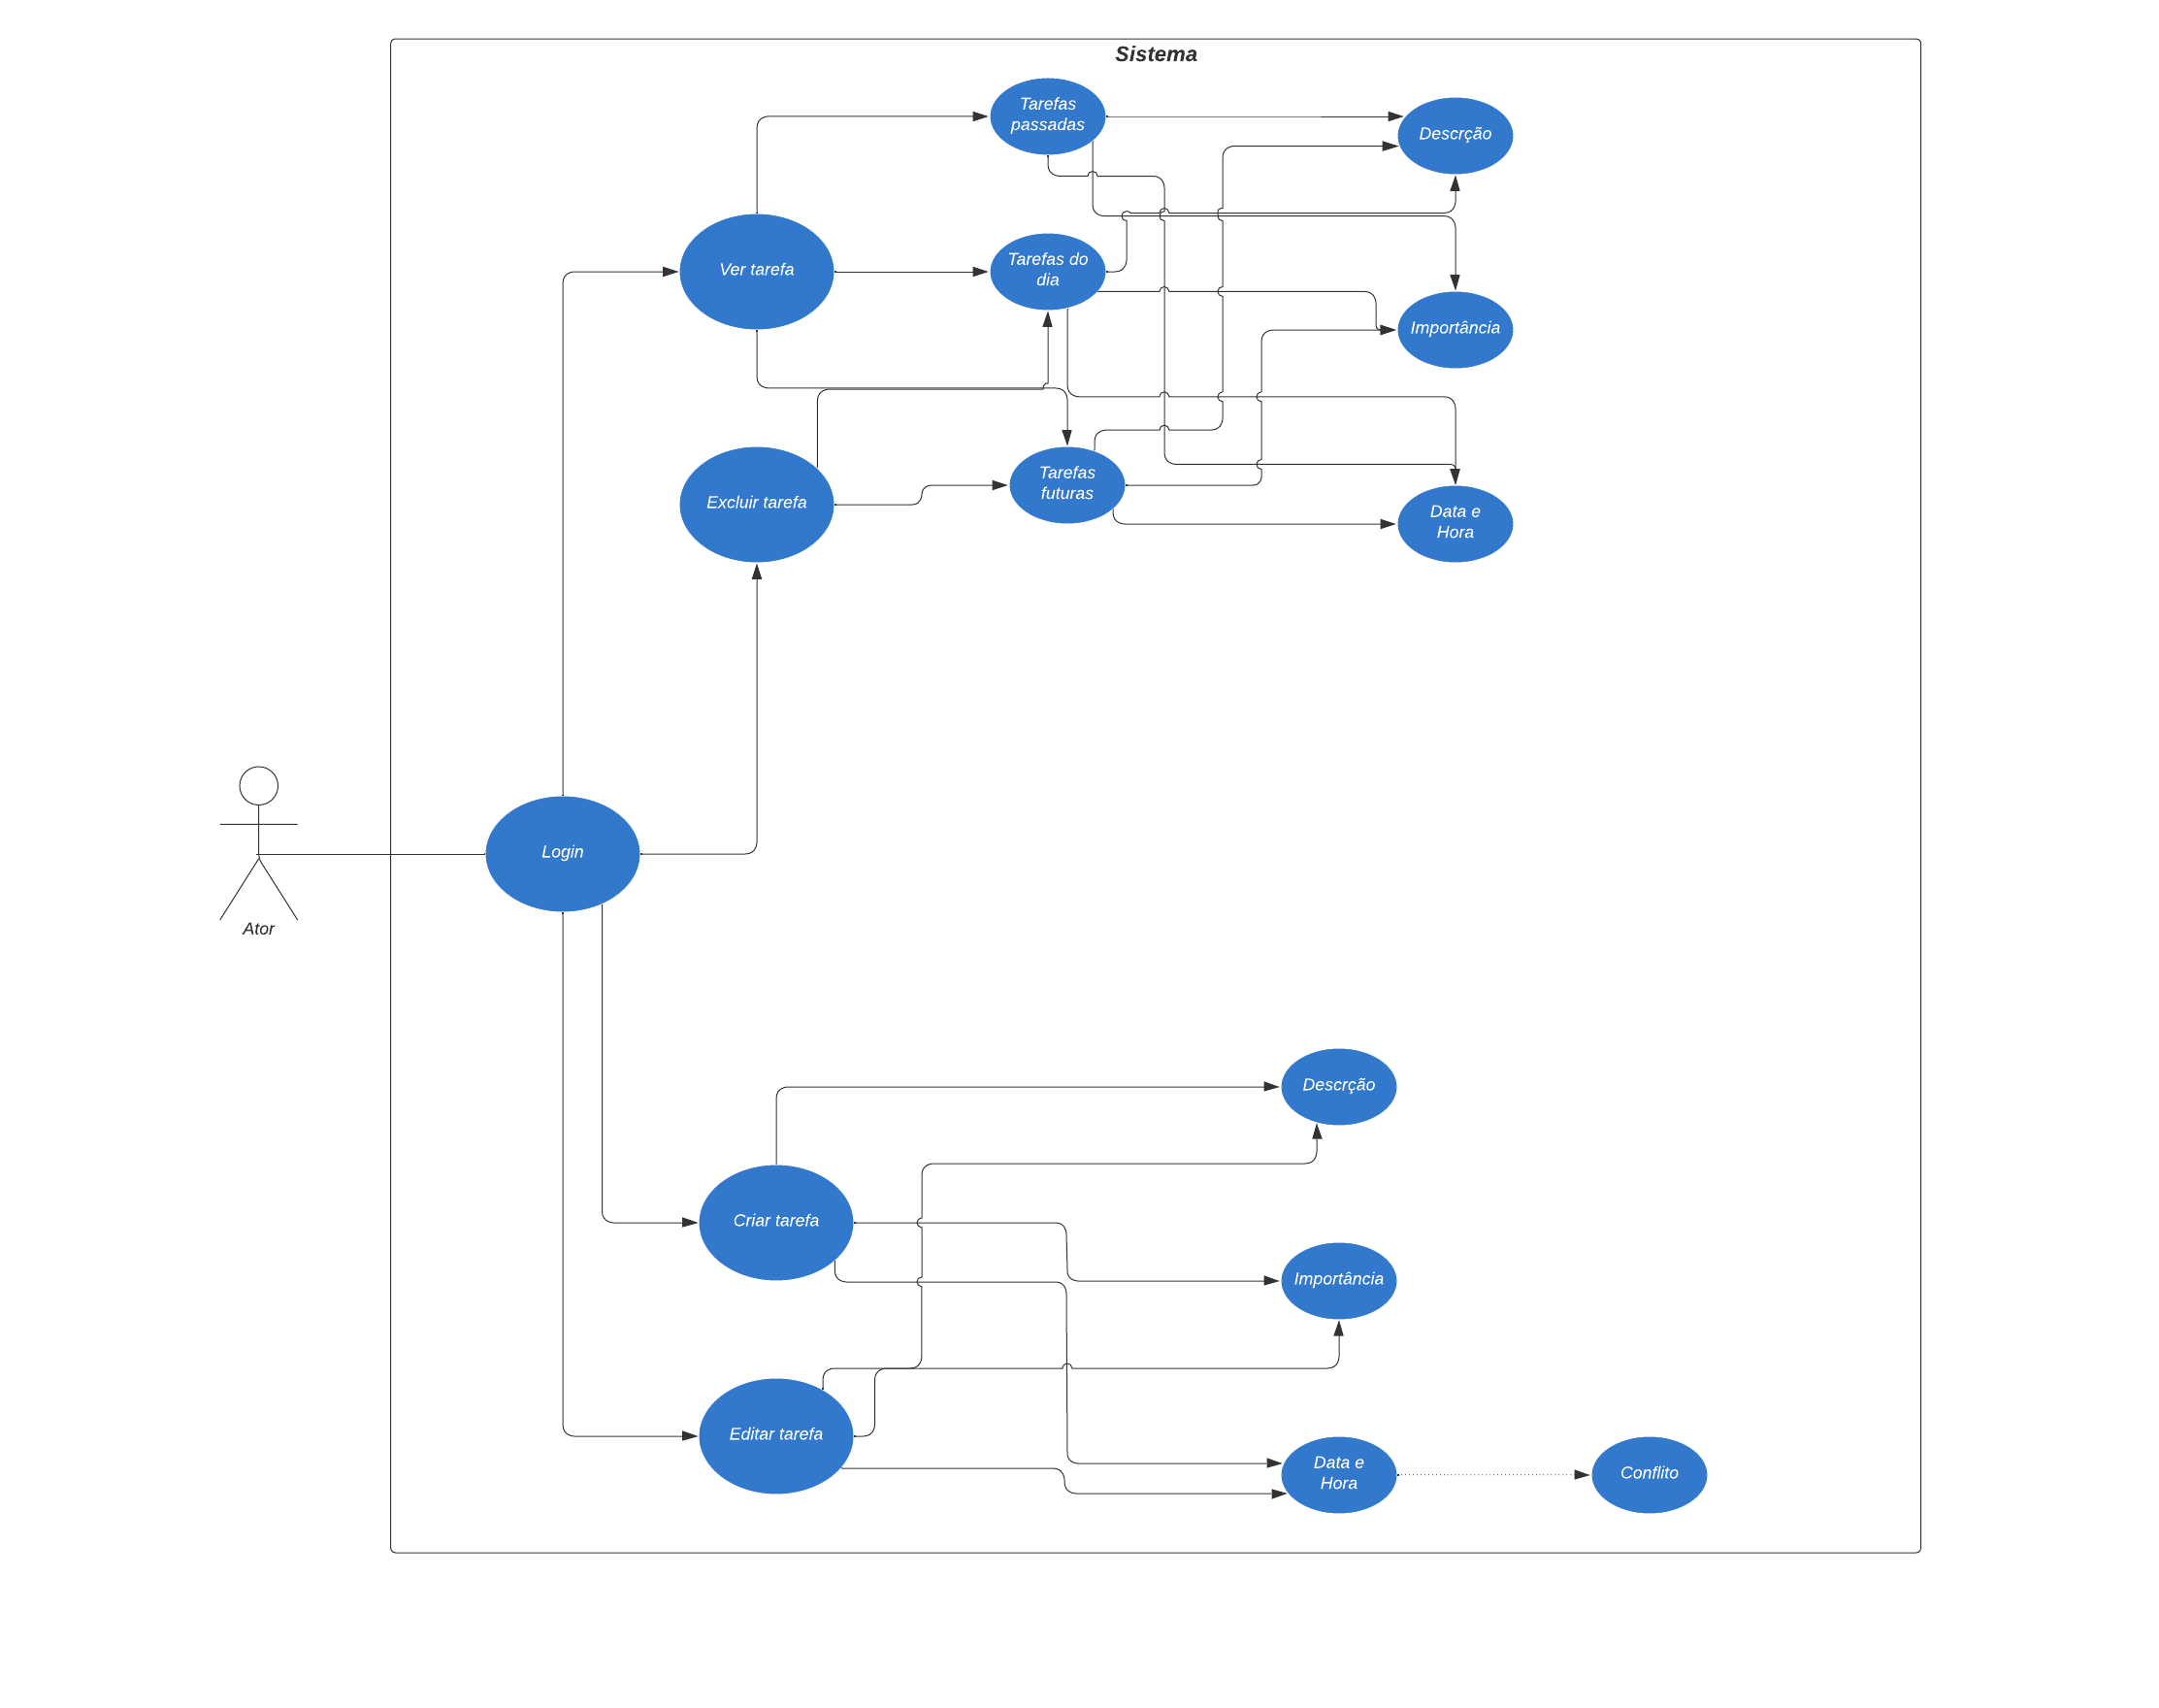 Sistema
Tarefas
passadas
Descrção
Ver tarefa
Tarefas do
dia
Importância
Excluir tarefa
Tarefas
futuras
Data e
Hora
Login
Ator
Descrção
Criar tarefa
Importância
Editar tarefa
Data e
Hora
Conflito